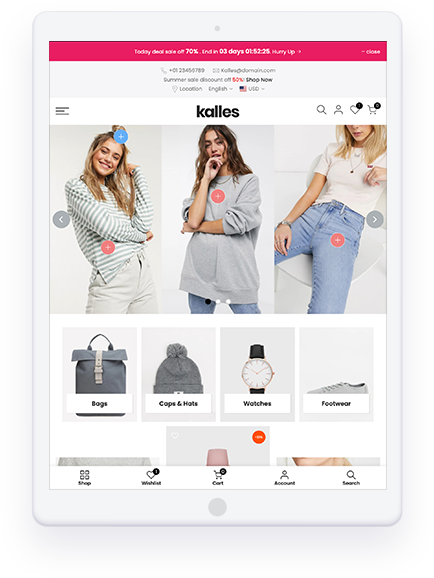 Today deal sale off 70% . End in 03 days 01:52:25. Hurry Up → close
+01 23456789 Kalles@domain.com
Summer sale discount off 50%! Shop Now
Location English USD
kalles
1 0
Bags Caps & Hats Watches Footwear
1 0
Shop Wishlist Cart Account Search